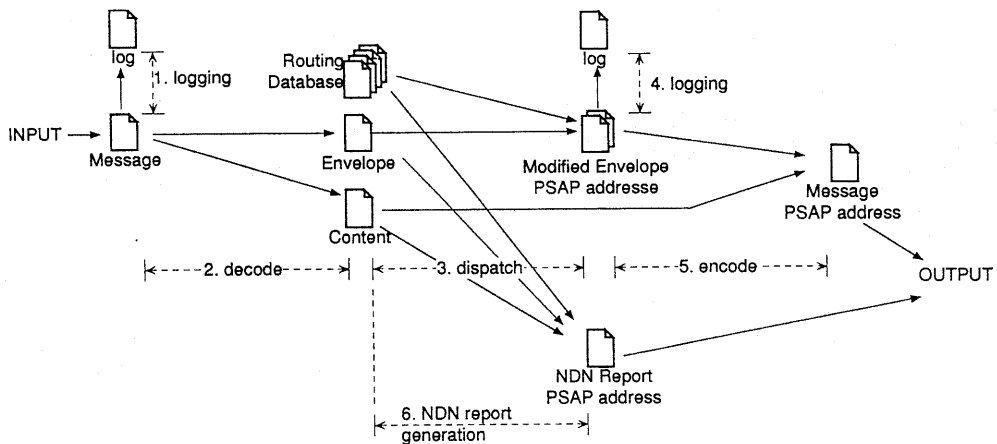 log
1. logging
INPUT
Message
Routing
Database
Envelope
Content
log
4. logging
Modified Envelope
PSAP addresse
Message
PSAP address
2. decode
3. dispatch
5. encode
OUTPUT
NDN Report
PSAP address
6. NDN report
generation